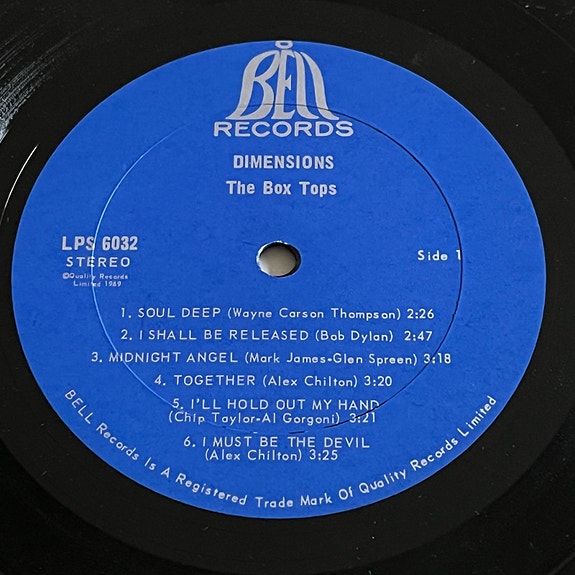 BELL
RECORDS
DIMENSIONS
The Box Tops
LPS 6032
STEREO
©Quality Records
Limited 1969
Side 1
1. SOUL DEEP (Wayne Carson Thompson) 2:26
2. I SHALL BE RELEASED (Bob Dylan) 2:47
3. MIDNIGHT ANGEL (Mark James-Glen Spreen) 3:18
4. TOGETHER (Alex Chilton) 3:20
5. I'LL HOLD OUT MY HAND
(Chip Taylor-Al Gorgoni) 3:21
6. I MUST BE THE DEVIL
(Alex Chilton) 3:25
BELL Records Is A Registered Trade Mark Of Quality Records Limited